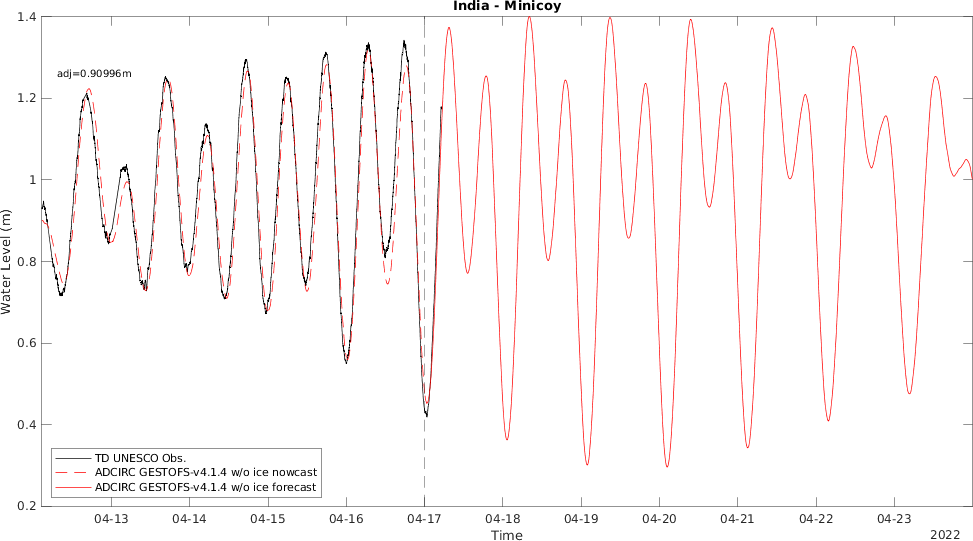 India - Minicoy
1.4
adj=0.90996m
1.2
1
0.8
0.6
0.4
0.2
Water Level (m)
TD UNESCO Obs.
ADCIRC GESTOFS-v4.1.4 w/o ice nowcast
ADCIRC GESTOFS-v4.1.4 w/o ice forecast
04-13 04-14 04-15 04-16 04-17 04-18 04-19 04-20 04-21 04-22 04-23
Time
2022